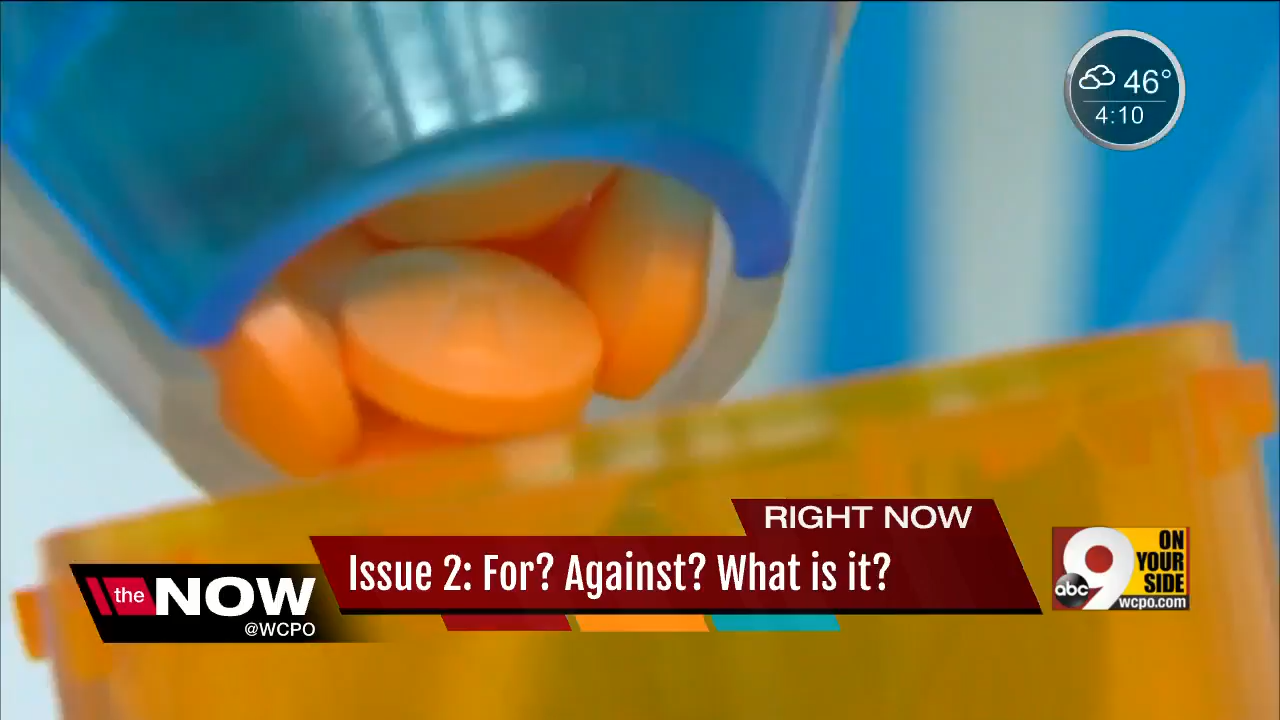 46°
4:10
RIGHT NOW
Issue 2: For? Against? What is it?
the NOW
@WCPO
abc 9 ON YOUR SIDE
wcpo.com